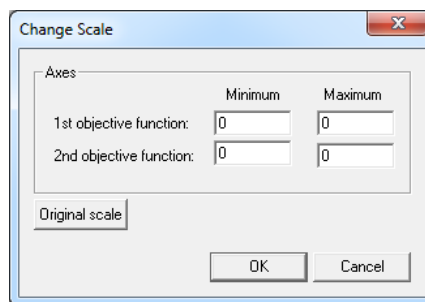 Change Scale
Axes
Minimum Maximum
1st objective function: 0 0
2nd objective function: 0 0
Original scale
OK Cancel